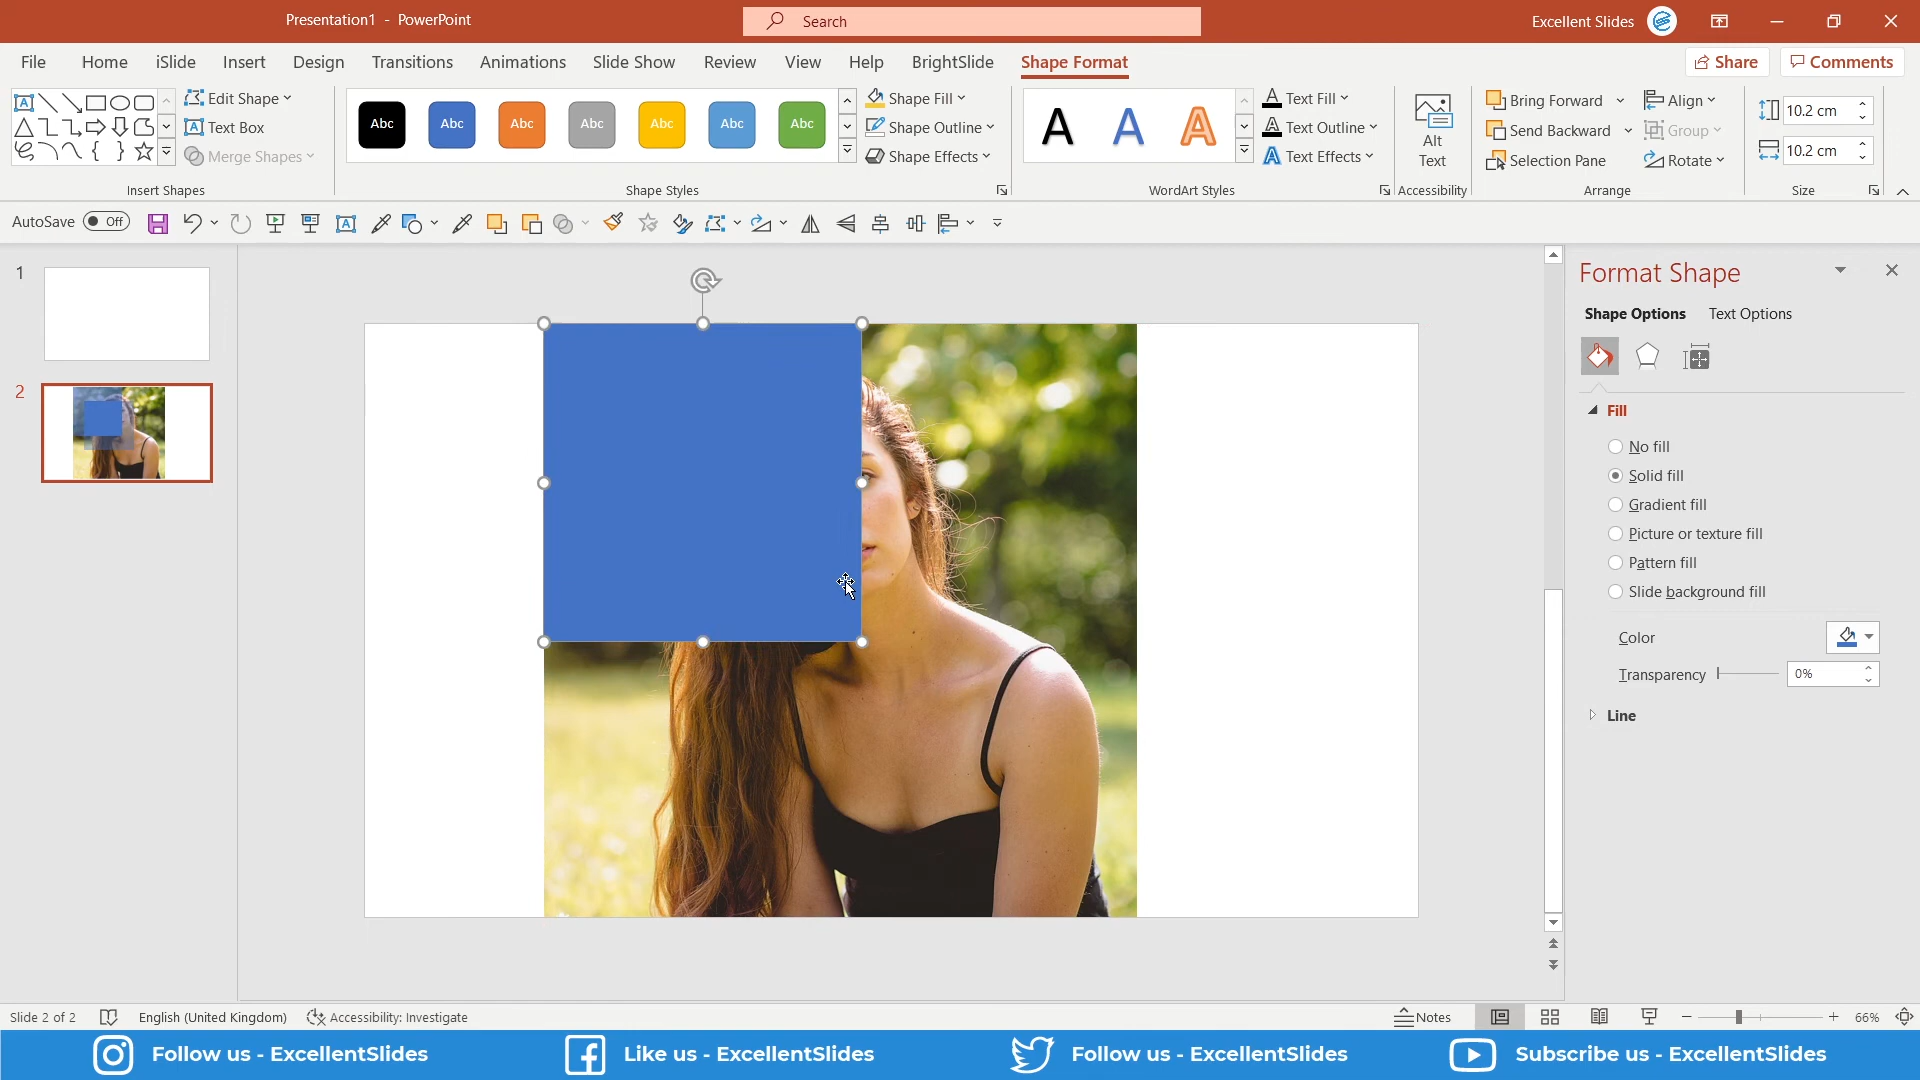 Presentation1 - PowerPoint
Search
Excellent Slides
File Home iSlide Insert Design Transitions Animations Slide Show Review View Help BrightSlide Shape Format
Share Comments
A
Edit Shape
Text Box
Merge Shapes
Insert Shapes
Abc Abc Abc Abc Abc Abc Abc
Shape Fill
Shape Outline
Shape Effects
Shape Styles
A A A
Text Fill
Text Outline
Text Effects
WordArt Styles
Alt
Text
Accessibility
Bring Forward
Send Backward
Selection Pane
Align
Group
Rotate
Arrange
10.2 cm
10.2 cm
Size
AutoSave Off
1
2
Format Shape
Shape Options Text Options
Fill
No fill
Solid fill
Gradient fill
Picture or texture fill
Pattern fill
Slide background fill
Color
Transparency 0%
Line
Slide 2 of 2 English (United Kingdom) Accessibility: Investigate Notes 66%
Follow us - ExcellentSlides Like us - ExcellentSlides Follow us - ExcellentSlides Subscribe us - ExcellentSlides